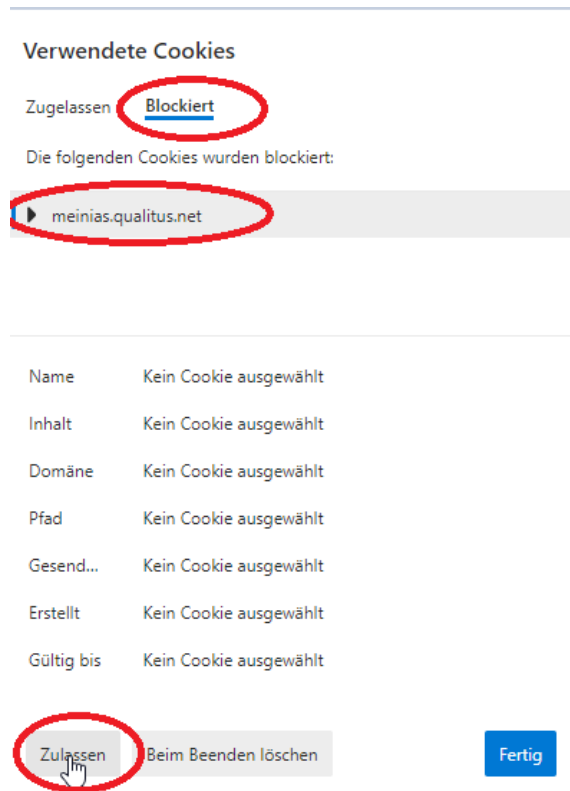 Verwendete Cookies
Zugelassen Blockiert
Die folgenden Cookies wurden blockiert:
meinias.qualitus.net
Name Kein Cookie ausgewählt
Inhalt Kein Cookie ausgewählt
Domäne Kein Cookie ausgewählt
Pfad Kein Cookie ausgewählt
Gesend... Kein Cookie ausgewählt
Erstellt Kein Cookie ausgewählt
Gültig bis Kein Cookie ausgewählt
Zulassen Beim Beenden löschen Fertig